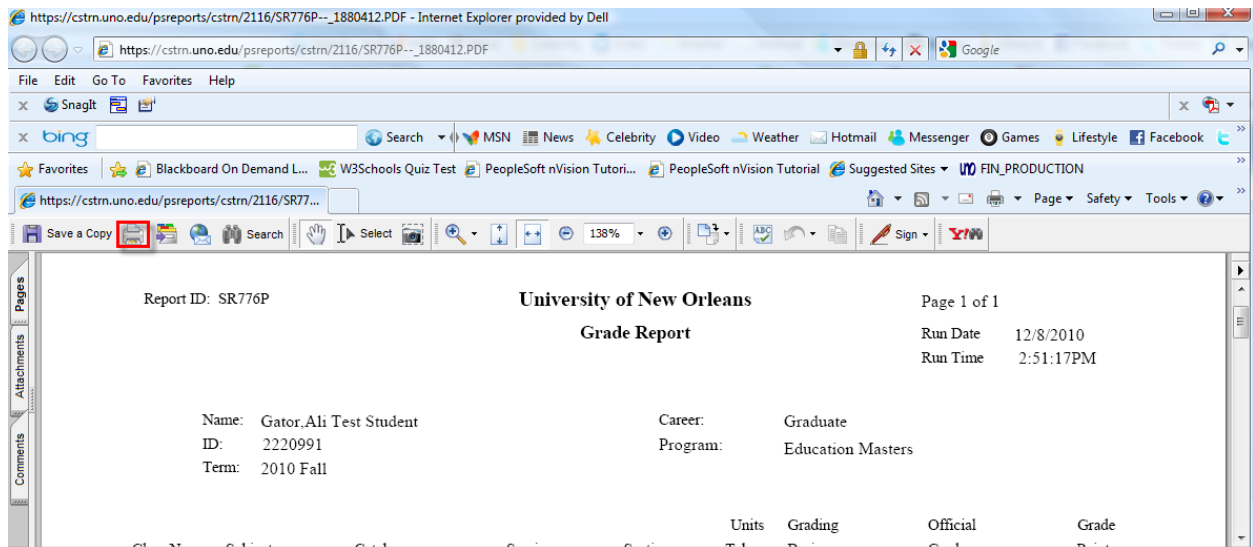 https://cstrn.uno.edu/psreports/cstrn/2116/SR776P--_1880412.PDF - Internet Explorer provided by Dell
https://cstrn.uno.edu/psreports/cstrn/2116/SR776P--_1880412.PDF Google
File Edit Go To Favorites Help
x SnagIt x
x bing Search MSN News Celebrity Video Weather Hotmail Messenger Games Lifestyle Facebook »
Favorites Blackboard On Demand L... W3Schools Quiz Test PeopleSoft nVision Tutori... PeopleSoft nVision Tutorial Suggested Sites UNO FIN_PRODUCTION »
https://cstrn.uno.edu/psreports/cstrn/2116/SR77... Page Safety Tools »
Save a Copy Search Select 138% ABC Sign Y!
Pages
Attachments
Comments
Report ID: SR776P University of New Orleans Page 1 of 1
Grade Report Run Date 12/8/2010
Run Time 2:51:17PM
Name: Gator,Ali Test Student Career: Graduate
ID: 2220991 Program: Education Masters
Term: 2010 Fall
Units Grading Official Grade